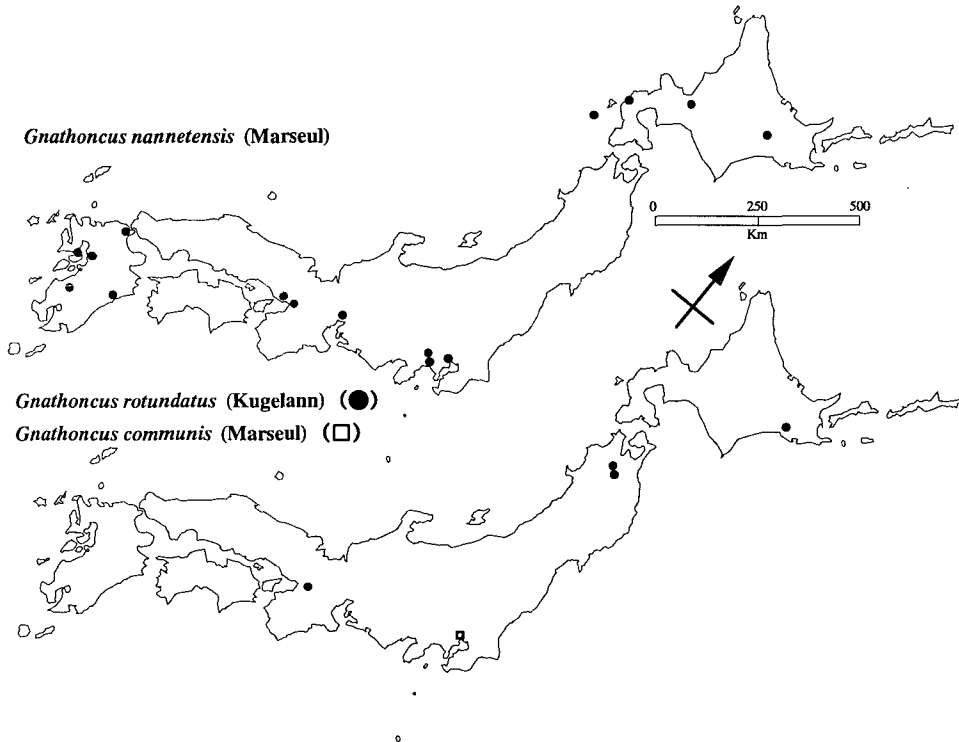 Gnathoncus nannetensis (Marseul)
0 250 500
Km
Gnathoncus rotundatus (Kugelann) (●)
Gnathoncus communis (Marseul) (□)